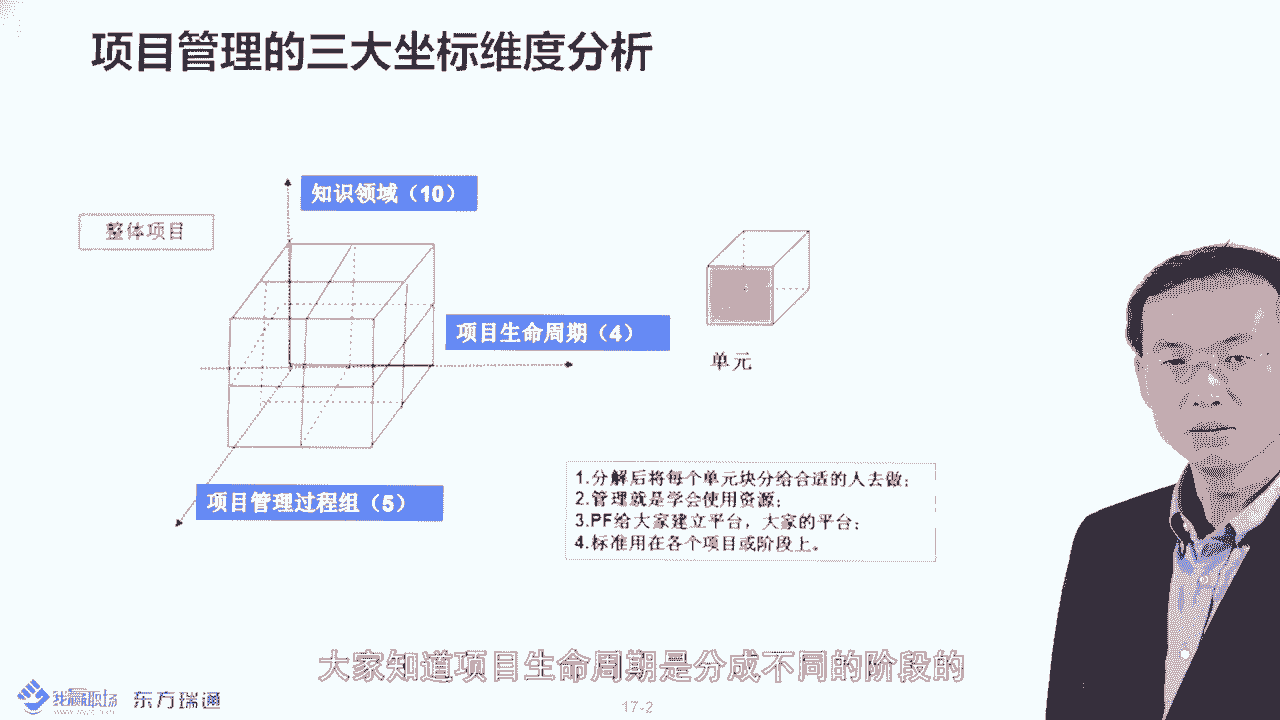 项目管理的三大坐标维度分析
知识领域（10）
整体项目
项目生命周期（4）
单元
项目管理过程组（5）
1.分解后将每个单元块分给合适的人去做；
2.管理就是学会使用资源；
3.PF给大家建立平台，大家的平台；
4.标准用在各个项目或阶段上。
大家知道项目生命周期是分成不同的阶段的
东方瑞通
17-2